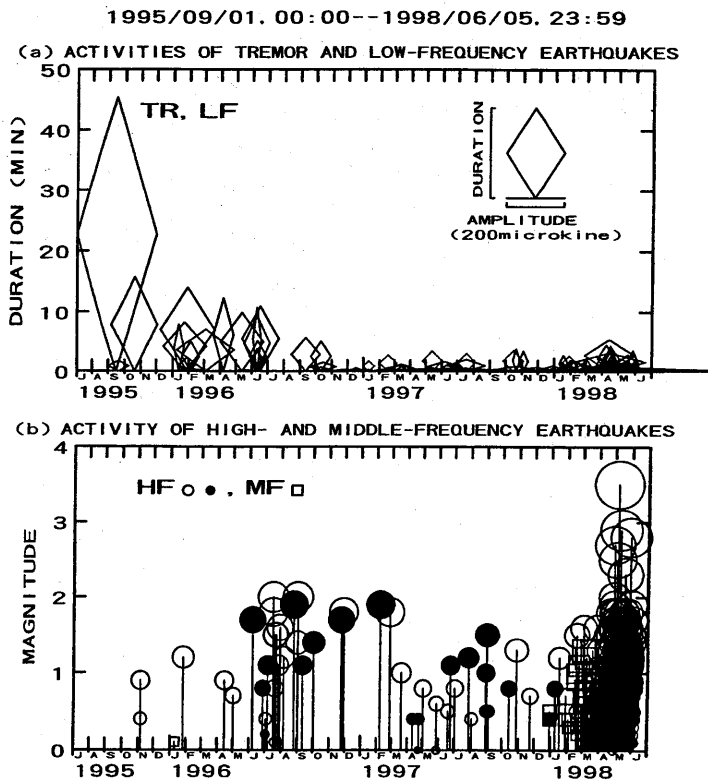 1995/09/01, 00:00--1998/06/05, 23:59
(a) ACTIVITIES OF TREMOR AND LOW-FREQUENCY EARTHQUAKES
50
40
30
20
10
0
DURATION (MIN)
TR, LF
DURATION
AMPLITUDE
(200microkine)
J A S O N D J F M A M J J A S O N D J F M A M J J A S O N D J F M A M J
1995 1996 1997 1998
(b) ACTIVITY OF HIGH- AND MIDDLE-FREQUENCY EARTHQUAKES
4
3
2
1
0
MAGNITUDE
HF ○ ● , MF □
J A S O N D J F M A M J J A S O N D J F M A M J J A S O N D J F M A M J
1995 1996 1997 1998